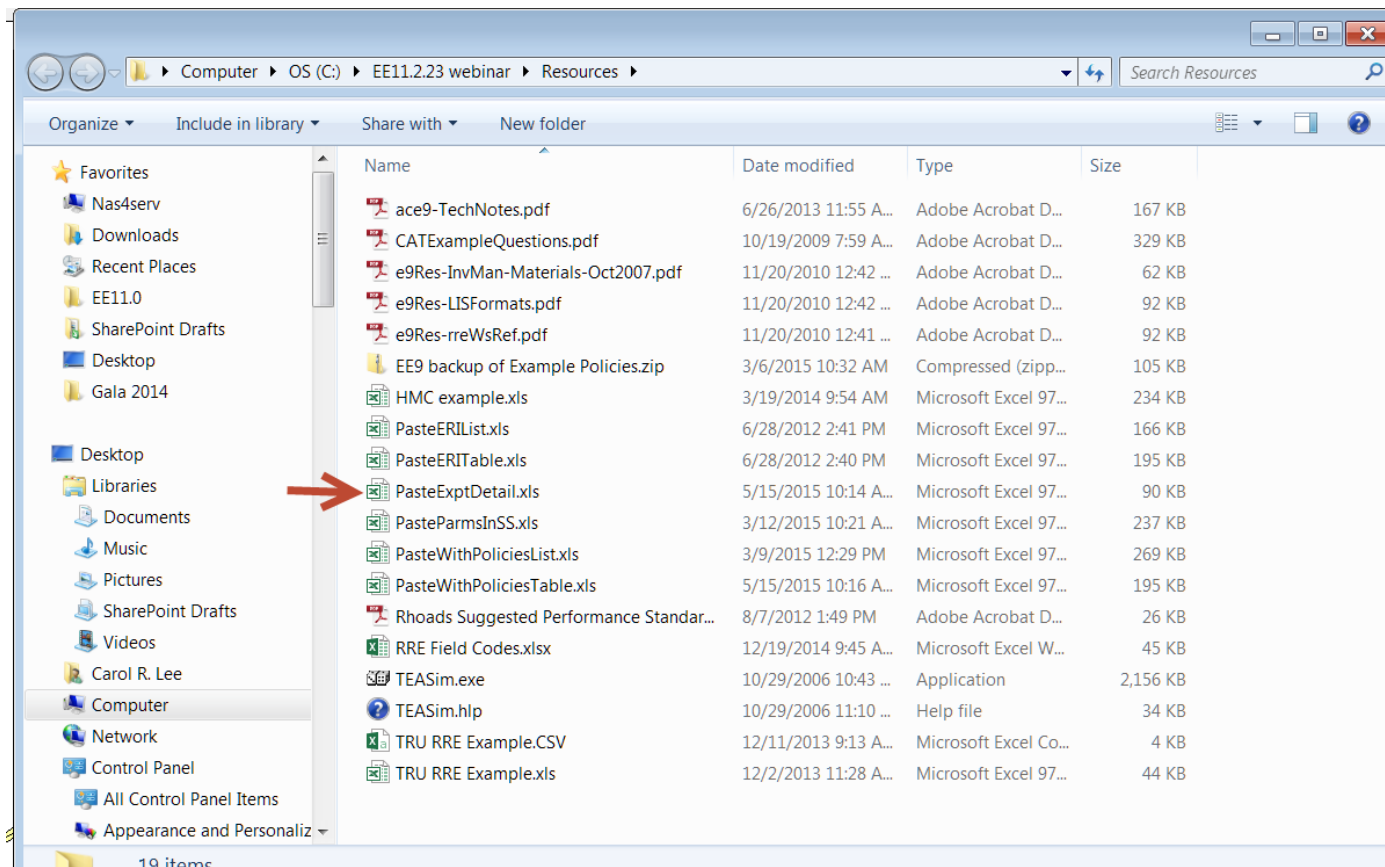 Computer OS (C:) EE11.2.23 webinar Resources Search Resources
Organize Include in library Share with New folder
Favorites
Nas4serv
Downloads
Recent Places
EE11.0
SharePoint Drafts
Desktop
Gala 2014
Desktop
Libraries
Documents
Music
Pictures
SharePoint Drafts
Videos
Carol R. Lee
Computer
Network
Control Panel
All Control Panel Items
Appearance and Personaliz
Name Date modified Type Size
ace9-TechNotes.pdf 6/26/2013 11:55 A... Adobe Acrobat D... 167 KB
CATExampleQuestions.pdf 10/19/2009 7:59 A... Adobe Acrobat D... 329 KB
e9Res-InvMan-Materials-Oct2007.pdf 11/20/2010 12:42 ... Adobe Acrobat D... 62 KB
e9Res-LISFormats.pdf 11/20/2010 12:42 ... Adobe Acrobat D... 92 KB
e9Res-rreWsRef.pdf 11/20/2010 12:41 ... Adobe Acrobat D... 92 KB
EE9 backup of Example Policies.zip 3/6/2015 10:32 AM Compressed (zipp... 105 KB
HMC example.xls 3/19/2014 9:54 AM Microsoft Excel 97... 234 KB
PasteERIList.xls 6/28/2012 2:41 PM Microsoft Excel 97... 166 KB
PasteERITable.xls 6/28/2012 2:40 PM Microsoft Excel 97... 195 KB
PasteExptDetail.xls 5/15/2015 10:14 A... Microsoft Excel 97... 90 KB
PasteParmsInSS.xls 3/12/2015 10:21 A... Microsoft Excel 97... 237 KB
PasteWithPoliciesList.xls 3/9/2015 12:29 PM Microsoft Excel 97... 269 KB
PasteWithPoliciesTable.xls 5/15/2015 10:16 A... Microsoft Excel 97... 195 KB
Rhoads Suggested Performance Standar... 8/7/2012 1:49 PM Adobe Acrobat D... 26 KB
RRE Field Codes.xlsx 12/19/2014 9:45 A... Microsoft Excel W... 45 KB
TEASim.exe 10/29/2006 10:43 ... Application 2,156 KB
TEASim.hlp 10/29/2006 11:10 ... Help file 34 KB
TRU RRE Example.CSV 12/11/2013 9:13 A... Microsoft Excel Co... 4 KB
TRU RRE Example.xls 12/2/2013 11:28 A... Microsoft Excel 97... 44 KB
19 items